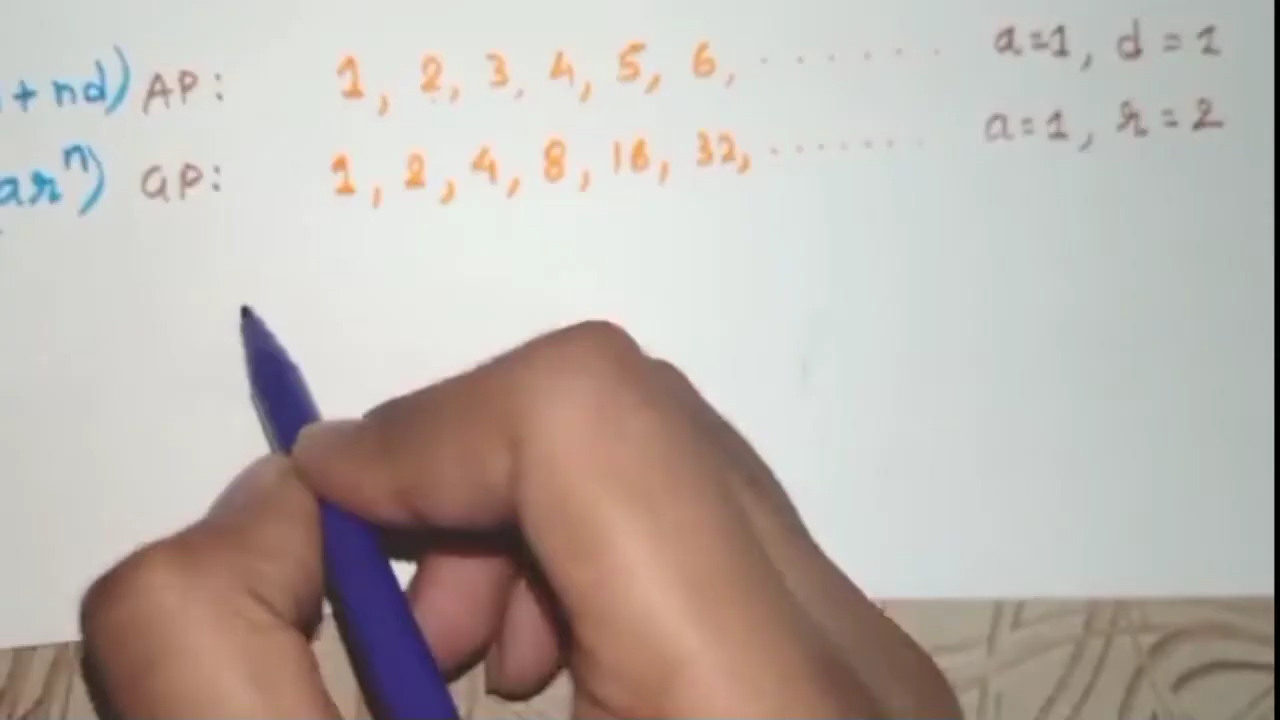 + nd) AP: 1, 2, 3, 4, 5, 6, ....... a=1, d=1
ar^n) GP: 1, 2, 4, 8, 16, 32, ....... a=1, r=2